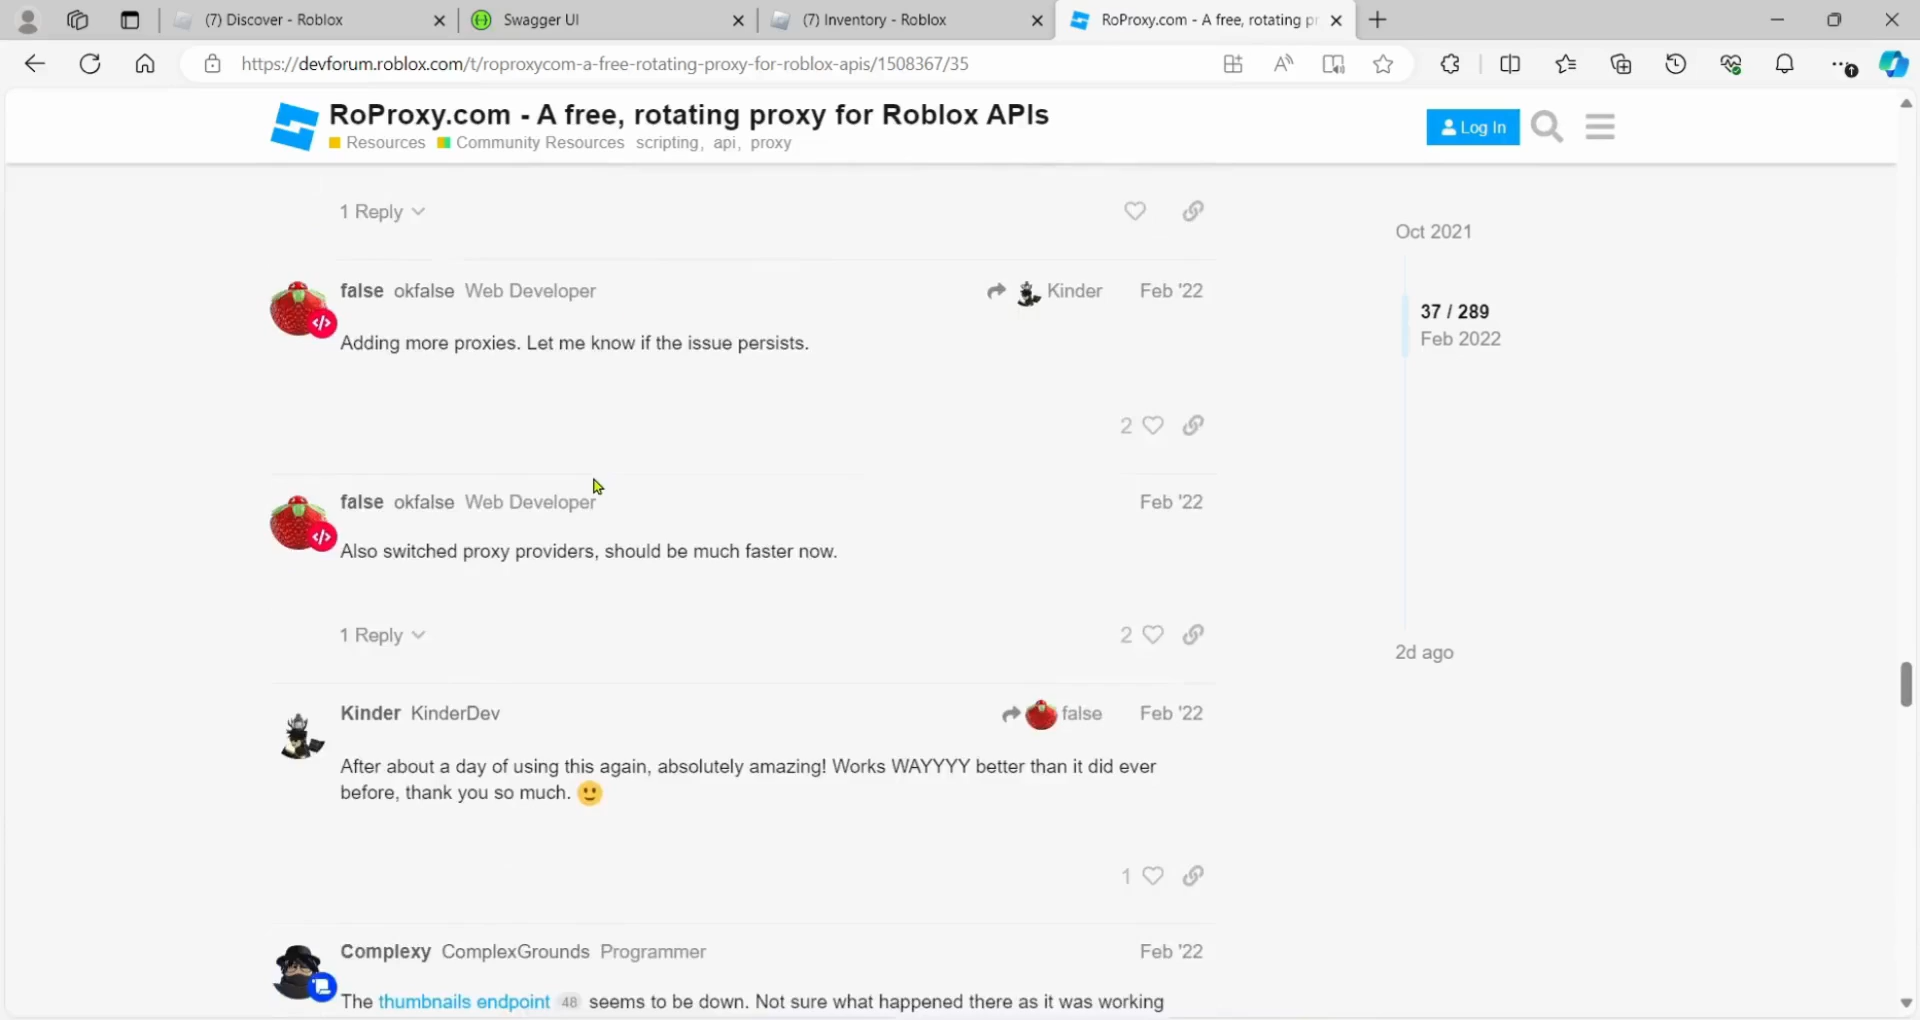 (7) Discover - Roblox
Swagger UI
(7) Inventory - Roblox
RoProxy.com - A free, rotating pr
https://devforum.roblox.com/t/roproxycom-a-free-rotating-proxy-for-roblox-apis/1508367/35
RoProxy.com - A free, rotating proxy for Roblox APIs
Resources Community Resources scripting, api, proxy
Log In
1 Reply
Oct 2021
false okfalse Web Developer
Kinder Feb '22
37 / 289
Feb 2022
Adding more proxies. Let me know if the issue persists.
2
false okfalse Web Developer
Feb '22
Also switched proxy providers, should be much faster now.
1 Reply
2
2d ago
Kinder KinderDev
false Feb '22
After about a day of using this again, absolutely amazing! Works WAYYYY better than it did ever
before, thank you so much.
1
Complexy ComplexGrounds Programmer
Feb '22
The thumbnails endpoint 48 seems to be down. Not sure what happened there as it was working